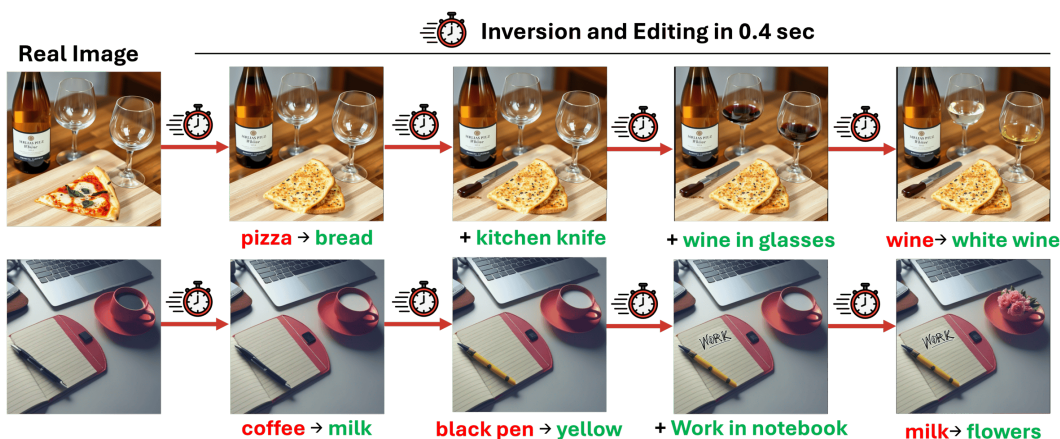 Inversion and Editing in 0.4 sec
Real Image
pizza → bread
+ kitchen knife
+ wine in glasses
wine→ white wine
WORK
WORK
coffee → milk
black pen → yellow
+ Work in notebook
milk→ flowers